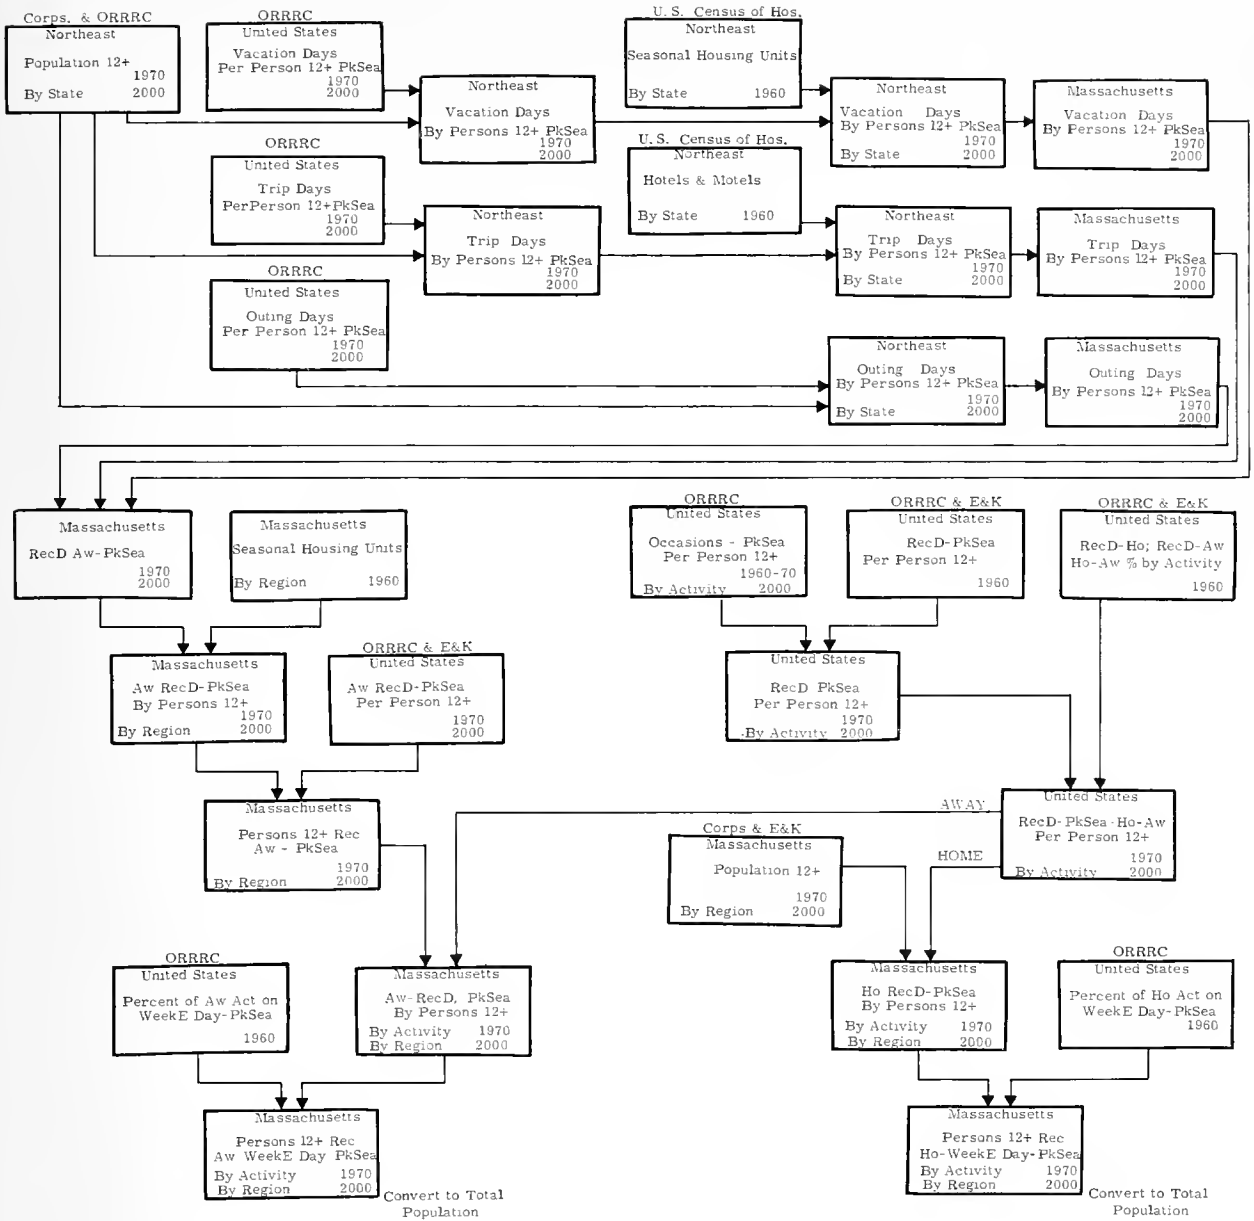 Corps. & ORRRC
Northeast
Population 12+
1970
By State 2000
ORRRC
United States
Vacation Days
Per Person 12+ PkSea
1970
2000
Northeast
Vacation Days
By Persons 12+ PkSea
1970
2000
U. S. Census of Hos.
Northeast
Seasonal Housing Units
By State 1960
Northeast
Vacation Days
By Persons 12+ PkSea
1970
By State 2000
Massachusetts
Vacation Days
By Persons 12+ PkSea
1970
2000
ORRRC
United States
Trip Days
PerPerson 12+PkSea
1970
2000
Northeast
Trip Days
By Persons 12+ PkSea
1970
2000
U. S. Census of Hos.
Northeast
Hotels & Motels
By State 1960
Northeast
Trip Days
By Persons 12+ PkSea
1970
By State 2000
Massachusetts
Trip Days
By Persons 12+ PkSea
1970
2000
ORRRC
United States
Outing Days
Per Person 12+ PkSea
1970
2000
Northeast
Outing Days
By Persons 12+ PkSea
1970
By State 2000
Massachusetts
Outing Days
By Persons 12+ PkSea
1970
2000
Massachusetts
RecD Aw-PkSea
1970
2000
Massachusetts
Seasonal Housing Units
By Region 1960
ORRRC
United States
Occasions - PkSea
Per Person 12+
1960-70
By Activity 2000
ORRRC & E&K
United States
RecD-PkSea
Per Person 12+
1960
ORRRC & E&K
United States
RecD-Ho; RecD-Aw
Ho-Aw % by Activity
1960
Massachusetts
Aw RecD-PkSea
By Persons 12+
1970
By Region 2000
ORRRC & E&K
United States
Aw RecD-PkSea
Per Person 12+
1970
2000
United States
RecD PkSea
Per Person 12+
1970
By Activity 2000
Massachusetts
Persons 12+ Rec
Aw - PkSea
1970
By Region 2000
AWAY
HOME
United States
RecD-PkSea-Ho-Aw
Per Person 12+
1970
By Activity 2000
Corps & E&K
Massachusetts
Population 12+
1970
By Region 2000
ORRRC
United States
Percent of Aw Act on
WeekE Day-PkSea
1960
Massachusetts
Aw-RecD, PkSea
By Persons 12+
By Activity 1970
By Region 2000
Massachusetts
Ho RecD-PkSea
By Persons 12+
By Activity 1970
By Region 2000
ORRRC
United States
Percent of Ho Act on
WeekE Day-PkSea
1960
Massachusetts
Persons 12+ Rec
Aw WeekE Day PkSea
By Activity 1970
By Region 2000
Convert to Total
Population
Massachusetts
Persons 12+ Rec
Ho-WeekE Day-PkSea
By Activity 1970
By Region 2000
Convert to Total
Population